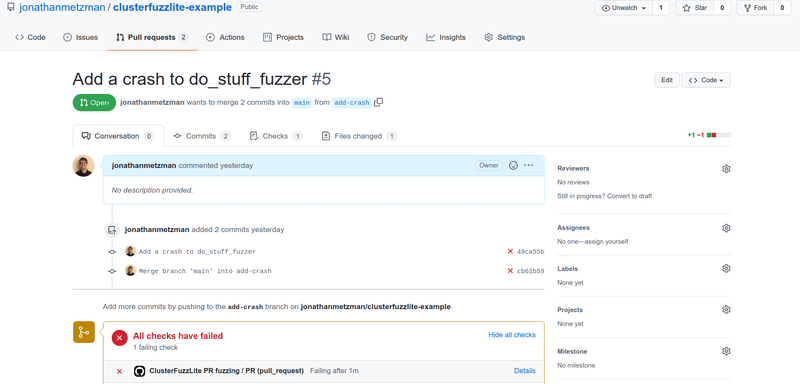 jonathanmetzman / clusterfuzzlite-example Public
Unwatch 1 Star 0 Fork 0
Code Issues Pull requests 2 Actions Projects Wiki Security Insights Settings
Add a crash to do_stuff_fuzzer #5
Edit Code
Open jonathanmetzman wants to merge 2 commits into main from add-crash
Conversation 0 Commits 2 Checks 1 Files changed 1 +1 −1
jonathanmetzman commented yesterday Owner
No description provided.
jonathanmetzman added 2 commits yesterday
Add a crash to do_stuff_fuzzer 49ca55b
Merge branch 'main' into add-crash cb61b59
Add more commits by pushing to the add-crash branch on jonathanmetzman/clusterfuzzlite-example.
All checks have failed Hide all checks
1 failing check
ClusterFuzzLite PR fuzzing / PR (pull_request) Failing after 1m Details
Reviewers
No reviews
Still in progress? Convert to draft
Assignees
No one—assign yourself
Labels
None yet
Projects
None yet
Milestone
No milestone